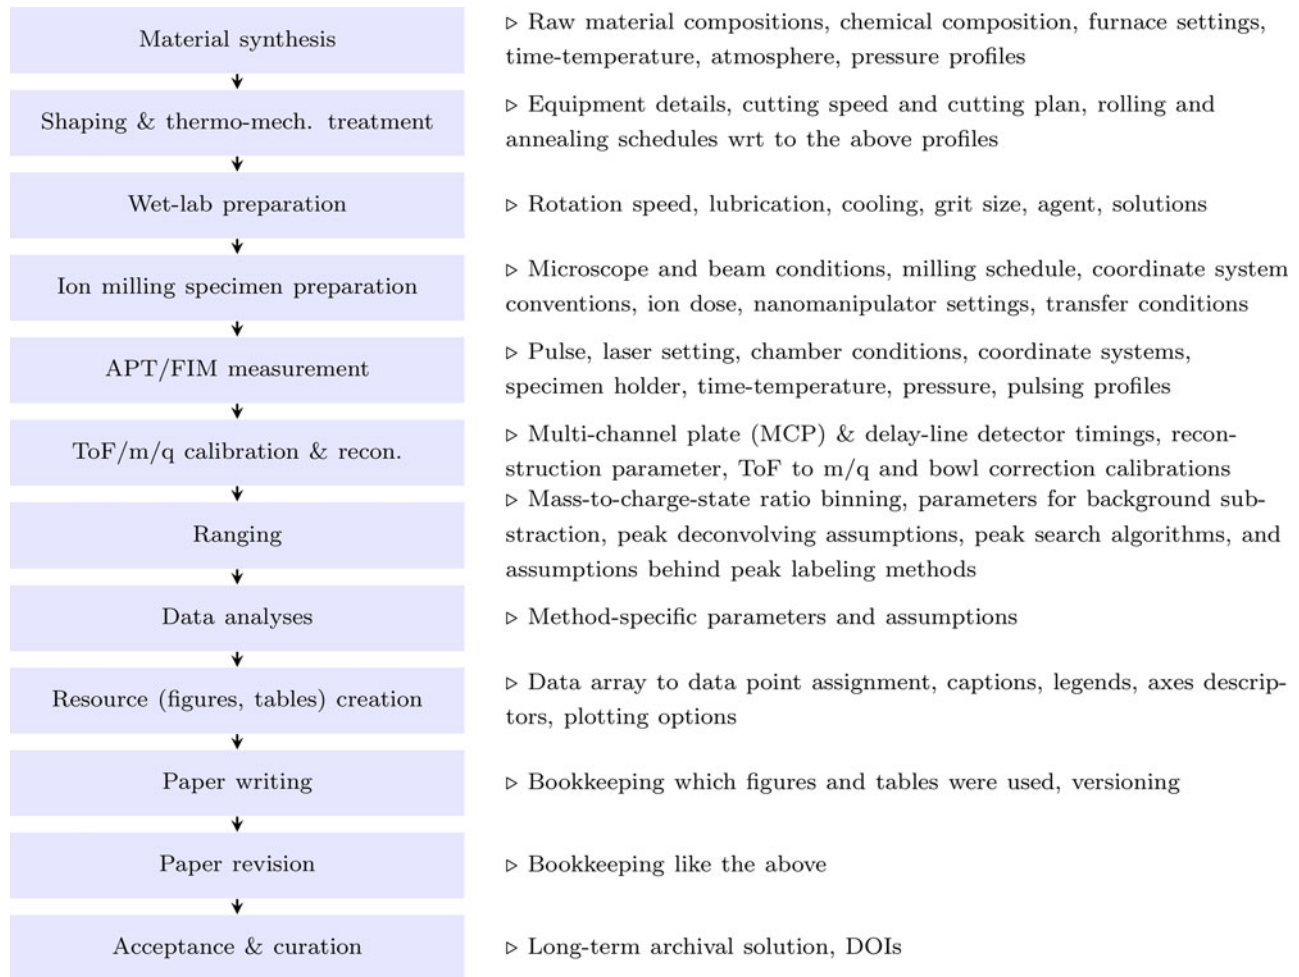 Material synthesis
▷ Raw material compositions, chemical composition, furnace settings,
time-temperature, atmosphere, pressure profiles
Shaping & thermo-mech. treatment
▷ Equipment details, cutting speed and cutting plan, rolling and
annealing schedules wrt to the above profiles
Wet-lab preparation
▷ Rotation speed, lubrication, cooling, grit size, agent, solutions
Ion milling specimen preparation
▷ Microscope and beam conditions, milling schedule, coordinate system
conventions, ion dose, nanomanipulator settings, transfer conditions
APT/FIM measurement
▷ Pulse, laser setting, chamber conditions, coordinate systems,
specimen holder, time-temperature, pressure, pulsing profiles
ToF/m/q calibration & recon.
▷ Multi-channel plate (MCP) & delay-line detector timings, recon-
struction parameter, ToF to m/q and bowl correction calibrations
Ranging
▷ Mass-to-charge-state ratio binning, parameters for background sub-
straction, peak deconvolving assumptions, peak search algorithms, and
assumptions behind peak labeling methods
Data analyses
▷ Method-specific parameters and assumptions
Resource (figures, tables) creation
▷ Data array to data point assignment, captions, legends, axes descrip-
tors, plotting options
Paper writing
▷ Bookkeeping which figures and tables were used, versioning
Paper revision
▷ Bookkeeping like the above
Acceptance & curation
▷ Long-term archival solution, DOIs